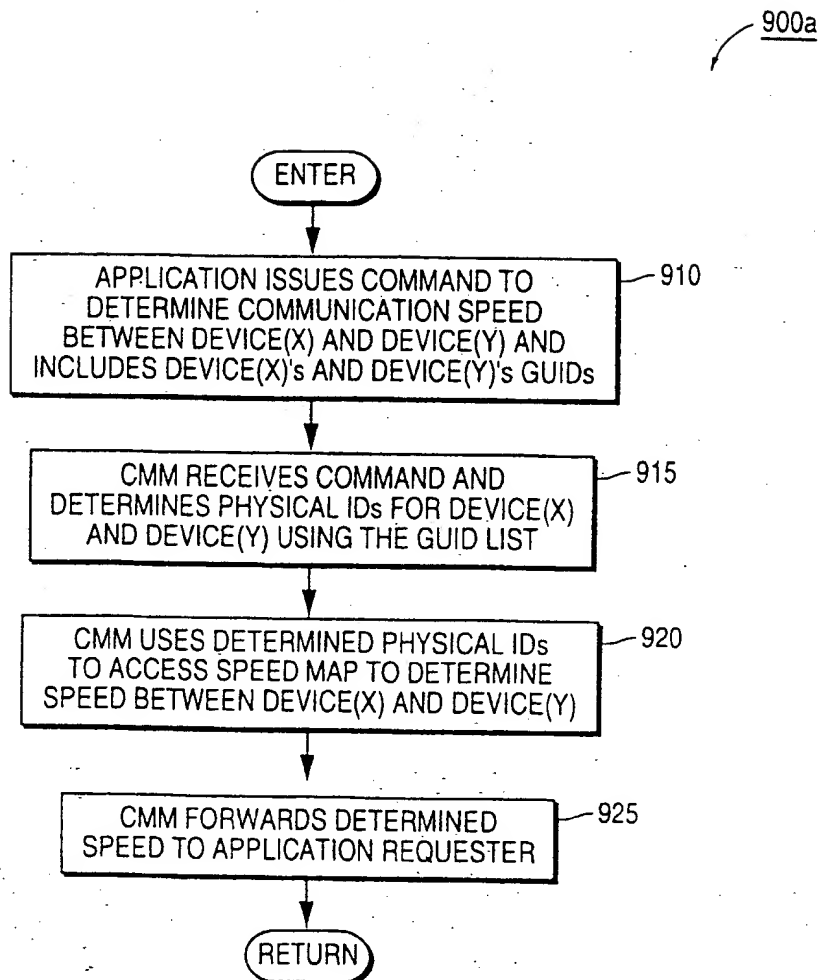 900a
ENTER
APPLICATION ISSUES COMMAND TO
DETERMINE COMMUNICATION SPEED
BETWEEN DEVICE(X) AND DEVICE(Y) AND
INCLUDES DEVICE(X)'s AND DEVICE(Y)'s GUIDs
910
CMM RECEIVES COMMAND AND
DETERMINES PHYSICAL IDs FOR DEVICE(X)
AND DEVICE(Y) USING THE GUID LIST
915
CMM USES DETERMINED PHYSICAL IDs
TO ACCESS SPEED MAP TO DETERMINE
SPEED BETWEEN DEVICE(X) AND DEVICE(Y)
920
CMM FORWARDS DETERMINED
SPEED TO APPLICATION REQUESTER
925
RETURN